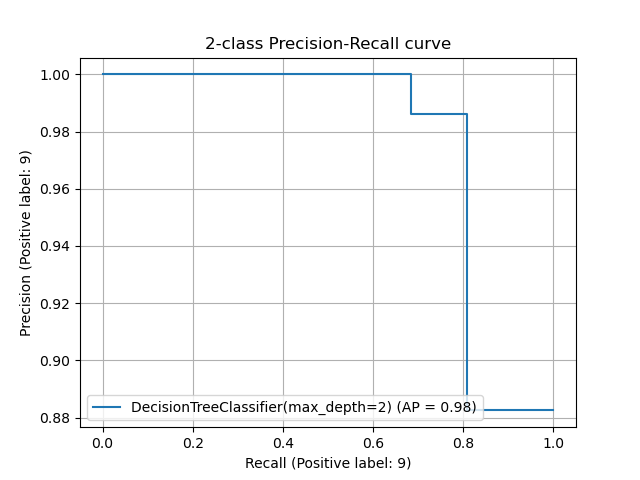 2-class Precision-Recall curve
1.00
0.98
0.96
0.94
0.92
0.90
0.88
Precision (Positive label: 9)
DecisionTreeClassifier(max_depth=2) (AP = 0.98)
0.0 0.2 0.4 0.6 0.8 1.0
Recall (Positive label: 9)